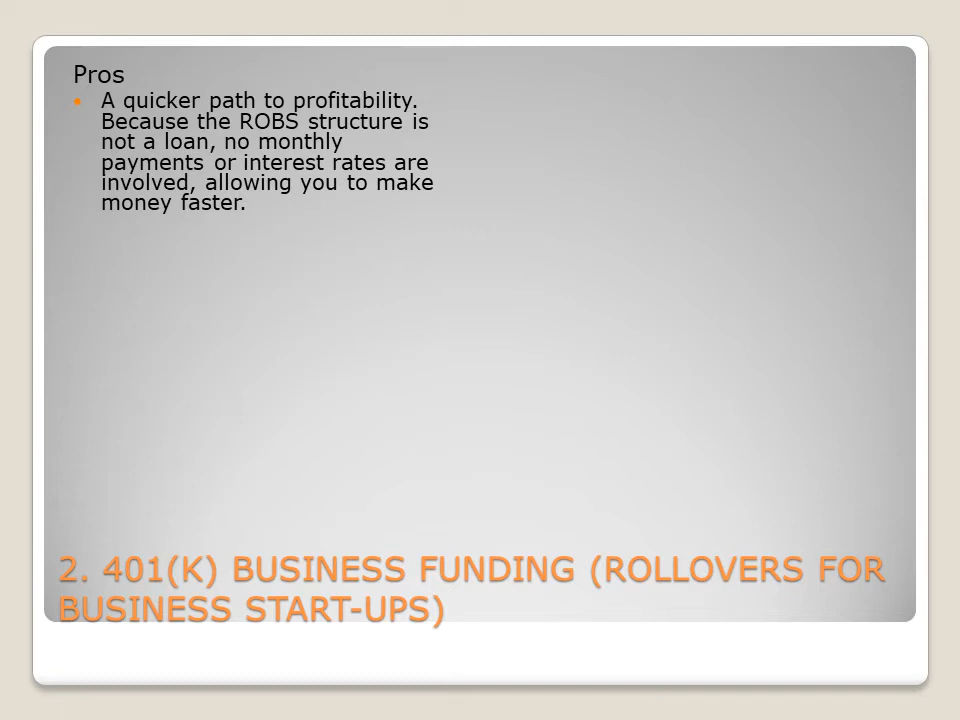 Pros
• A quicker path to profitability.
Because the ROBS structure is
not a loan, no monthly
payments or interest rates are
involved, allowing you to make
money faster.
2. 401(K) BUSINESS FUNDING (ROLLOVERS FOR
BUSINESS START-UPS)